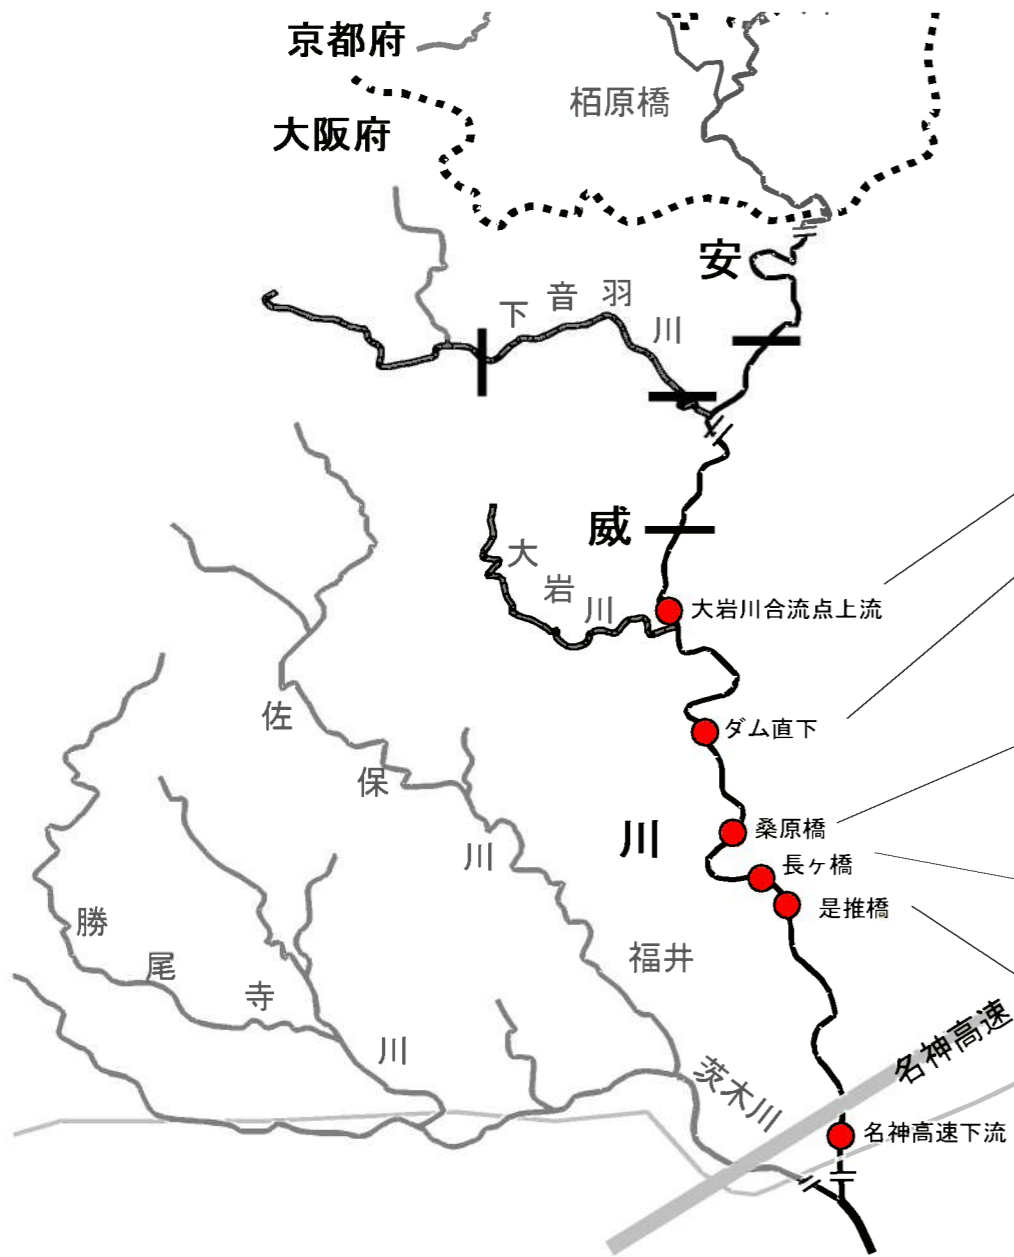 京都府
大阪府
栢原橋
安威川
下音羽川
大岩川
大岩川合流点上流
ダム直下
佐保川
桑原橋
長ヶ橋
是推橋
勝尾寺川
福井
名神高速
茨木川
名神高速下流